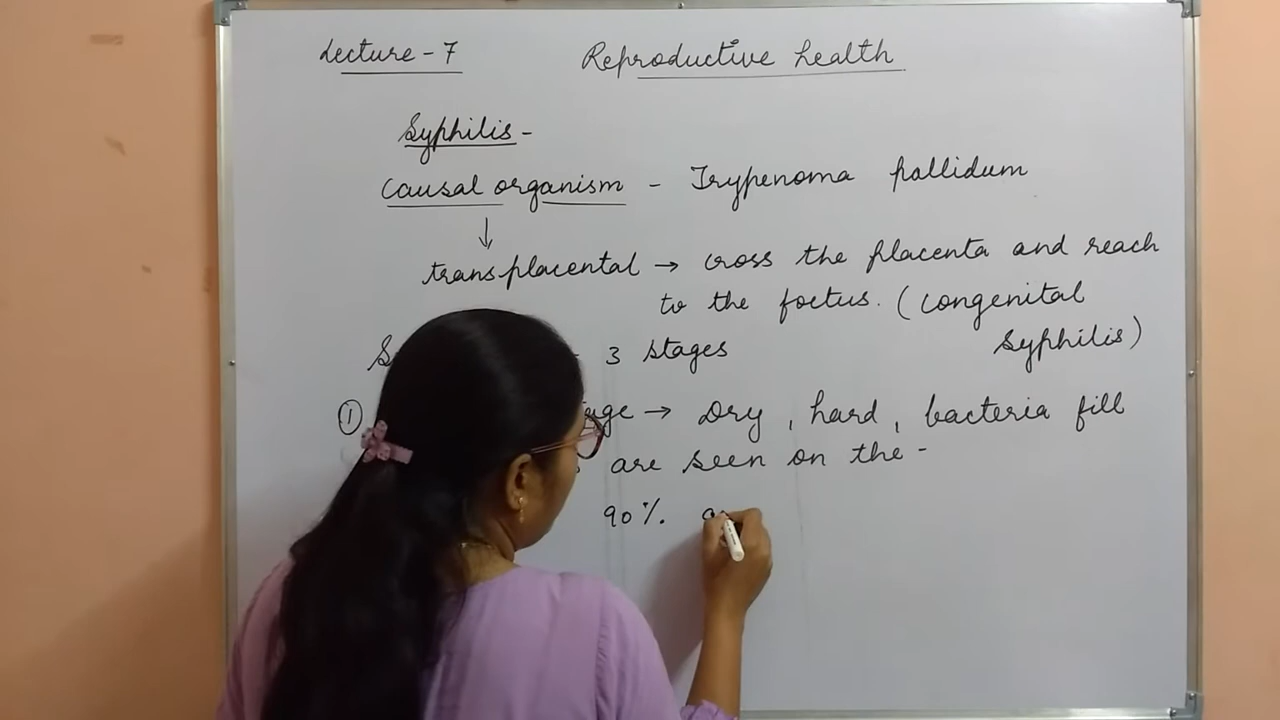 Lecture - 7 Reproductive health
Syphilis -
Causal organism - Trypenoma pallidum
↓
transplacental → cross the placenta and reach
to the foetus. (Congenital
Syphilis)
3 stages
① → Dry, hard, bacteria fill
are seen on the -
90%.